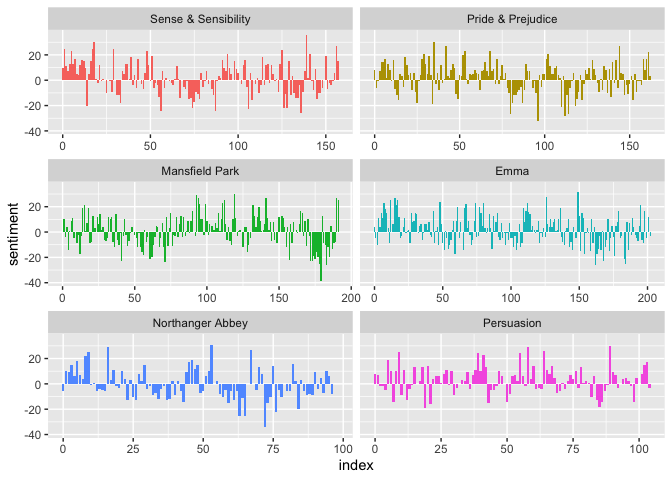 Sense & Sensibility Pride & Prejudice
20
0
-20
-40
0 50 100 150 0 50 100 150
Mansfield Park Emma
20
0
-20
-40
0 50 100 150 200 0 50 100 150 200
Northanger Abbey Persuasion
20
0
-20
-40
0 25 50 75 100 0 25 50 75 100
sentiment
index